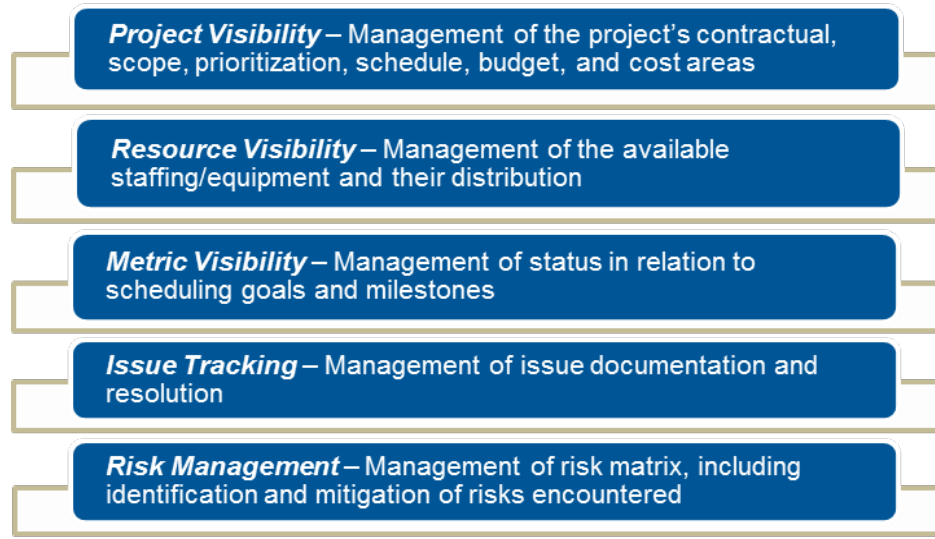 Project Visibility – Management of the project's contractual,
scope, prioritization, schedule, budget, and cost areas
Resource Visibility – Management of the available
staffing/equipment and their distribution
Metric Visibility – Management of status in relation to
scheduling goals and milestones
Issue Tracking – Management of issue documentation and
resolution
Risk Management – Management of risk matrix, including
identification and mitigation of risks encountered